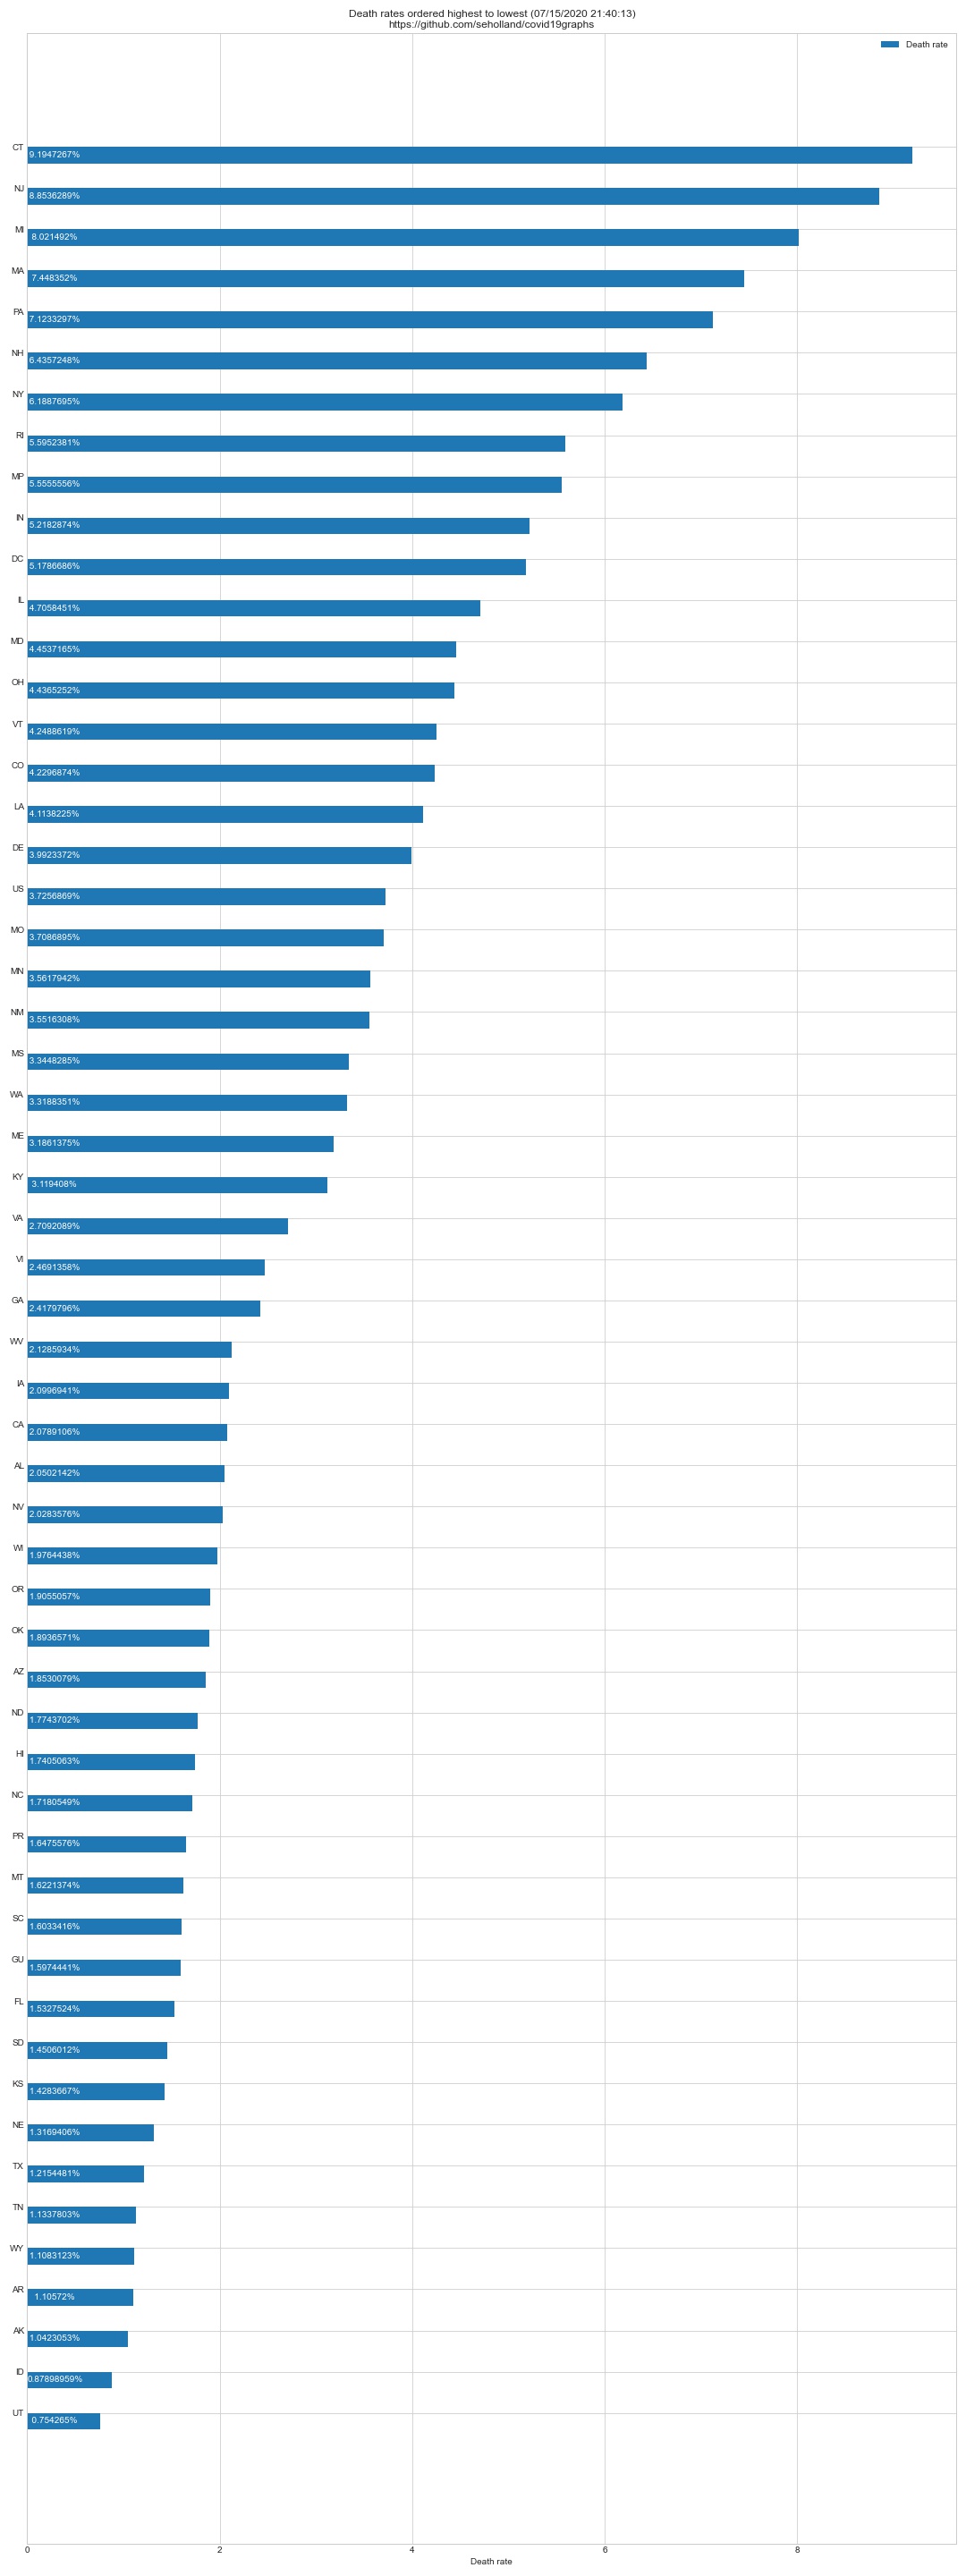 Death rates ordered highest to lowest (07/15/2020 21:40:13)
https://github.com/seholland/covid19graphs
Death rate
CT 9.1947267%
NJ 8.8536289%
MI 8.021492%
MA 7.448352%
PA 7.1233297%
NH 6.4357248%
NY 6.1887695%
RI 5.5952381%
MP 5.5555556%
IN 5.2182874%
DC 5.1786686%
IL 4.7058451%
MD 4.4537165%
OH 4.4365252%
VT 4.2488619%
CO 4.2296874%
LA 4.1138225%
DE 3.9923372%
US 3.7256869%
MO 3.7086895%
MN 3.5617942%
NM 3.5516308%
MS 3.3448285%
WA 3.3188351%
ME 3.1861375%
KY 3.119408%
VA 2.7092089%
VI 2.4691358%
GA 2.4179796%
WV 2.1285934%
IA 2.0996941%
CA 2.0789106%
AL 2.0502142%
NV 2.0283576%
WI 1.9764438%
OR 1.9055057%
OK 1.8936571%
AZ 1.8530079%
ND 1.7743702%
HI 1.7405063%
NC 1.7180549%
PR 1.6475576%
MT 1.6221374%
SC 1.6033416%
GU 1.5974441%
FL 1.5327524%
SD 1.4506012%
KS 1.4283667%
NE 1.3169406%
TX 1.2154481%
TN 1.1337803%
WY 1.1083123%
AR 1.10572%
AK 1.0423053%
ID 0.87898959%
UT 0.754265%
0 2 4 6 8
Death rate